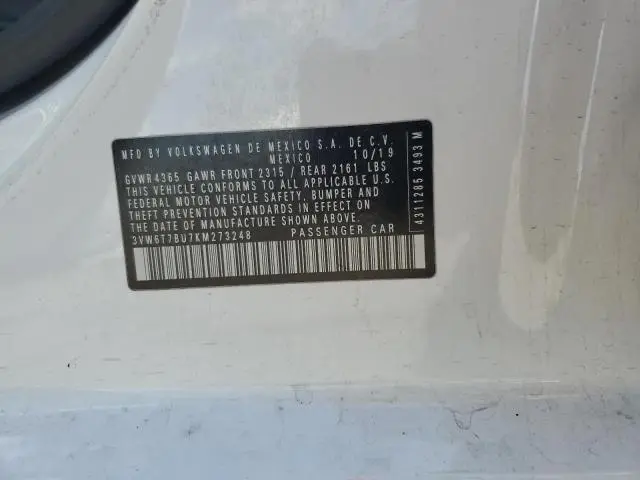 MFD BY VOLKSWAGEN DE MEXICO S.A. DE C.V.
MEXICO 10/19
GVWR 4365 GAWR FRONT 2315 / REAR 2161 LBS
THIS VEHICLE CONFORMS TO ALL APPLICABLE U.S.
FEDERAL MOTOR VEHICLE SAFETY, BUMPER AND
THEFT PREVENTION STANDARDS IN EFFECT ON
THE DATE OF MANUFACTURE SHOWN ABOVE.
3VW6T7BU7KM273248 PASSENGER CAR
4311285 3493 M